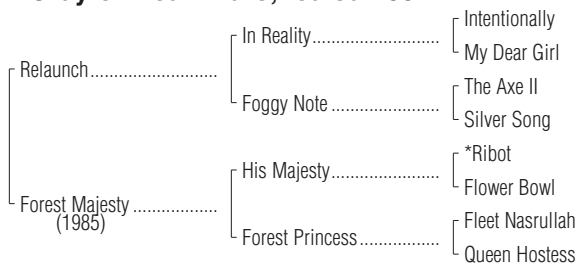 Intentionally
In Reality
My Dear Girl
Relaunch
The Axe II
Foggy Note
Silver Song
*Ribot
His Majesty
Flower Bowl
Forest Majesty
(1985)
Fleet Nasrullah
Forest Princess
Queen Hostess